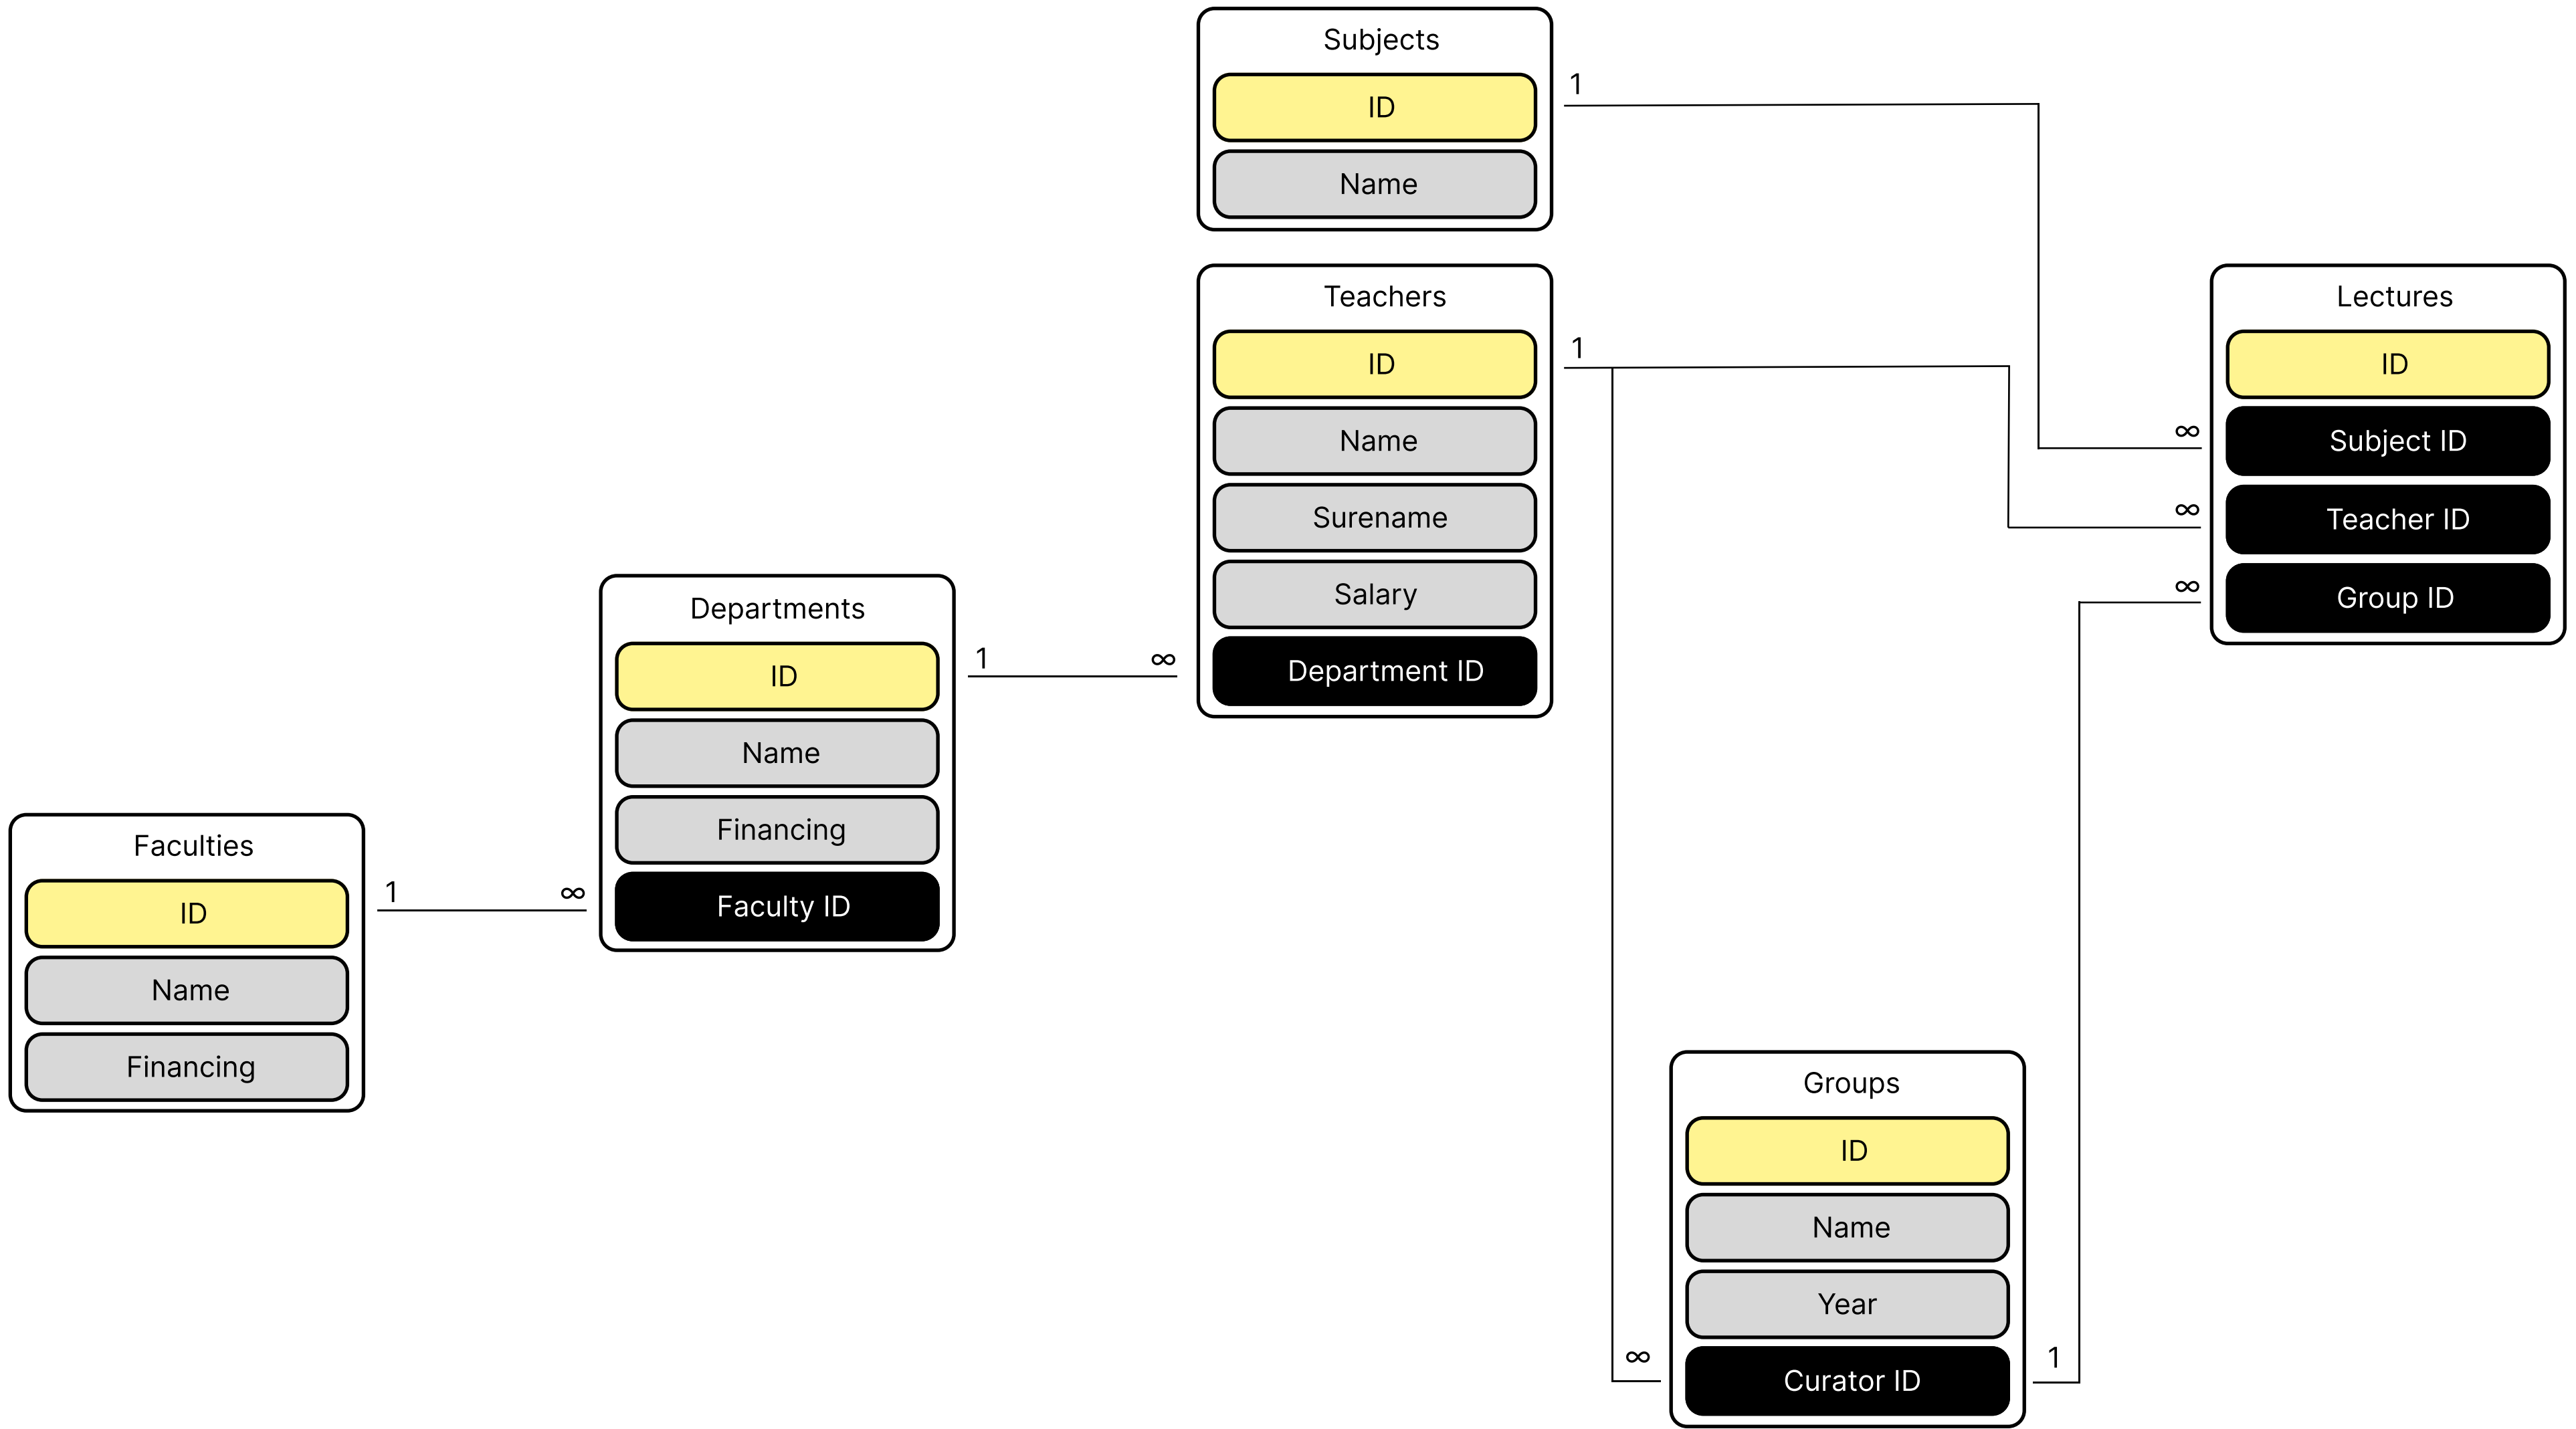 Subjects
ID
Name
1
Teachers
ID
Name
Surename
Salary
Department ID
1
Lectures
ID
Subject ID
Teacher ID
Group ID
∞
∞
∞
Departments
ID
Name
Financing
Faculty ID
1 ∞
Faculties
ID
Name
Financing
1 ∞
Groups
ID
Name
Year
Curator ID
∞ 1